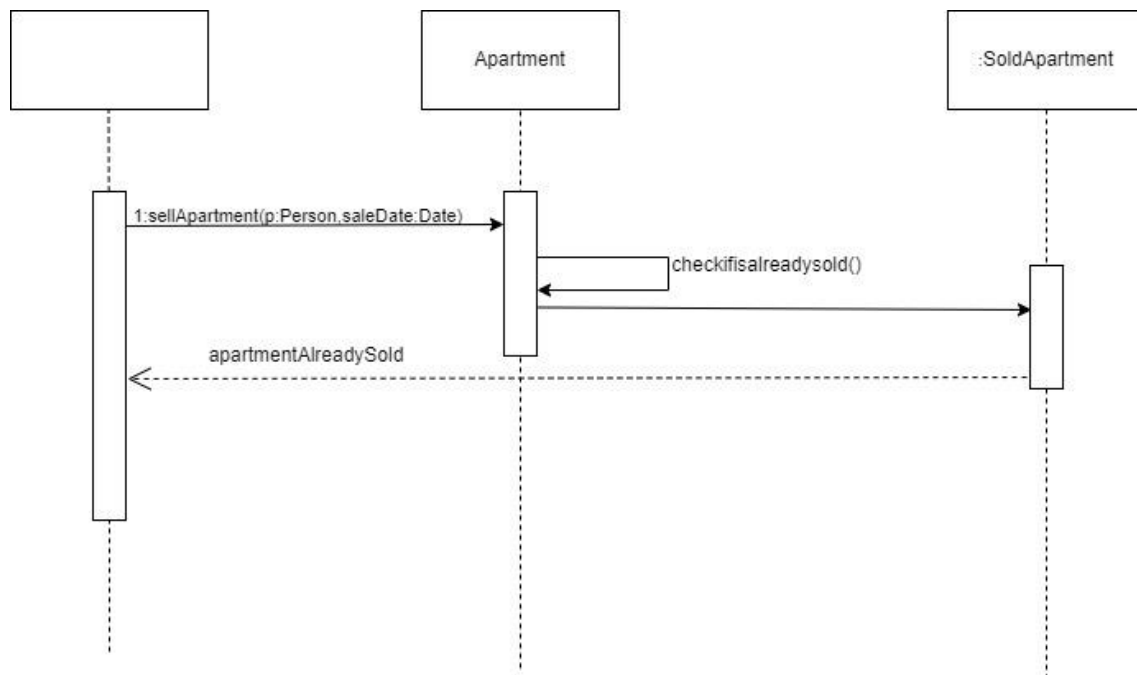 Apartment
:SoldApartment
1:sellApartment(p:Person,saleDate:Date)
checkifisalreadysold()
apartmentAlreadySold